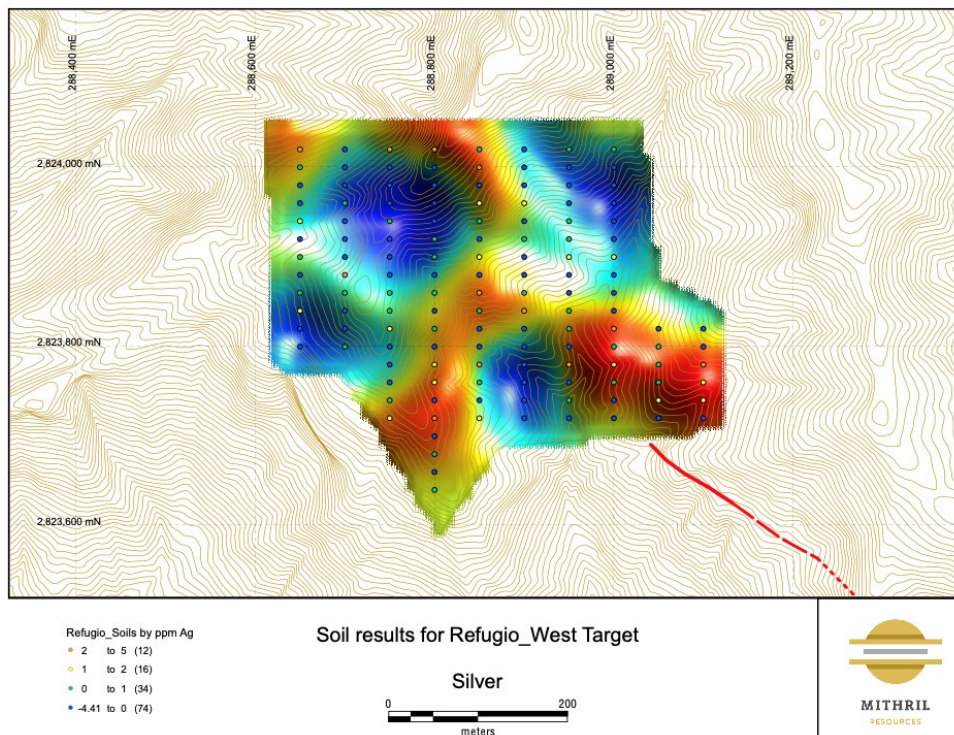 288,400 mE
288,600 mE
288,800 mE
289,000 mE
289,200 mE
2,824,000 mN
2,823,800 mN
2,823,600 mN
Refugio_Soils by ppm Ag
2 to 5 (12)
1 to 2 (16)
0 to 1 (34)
-4.41 to 0 (74)
Soil results for Refugio_West Target
Silver
0 200
meters
MITHRIL
RESOURCES